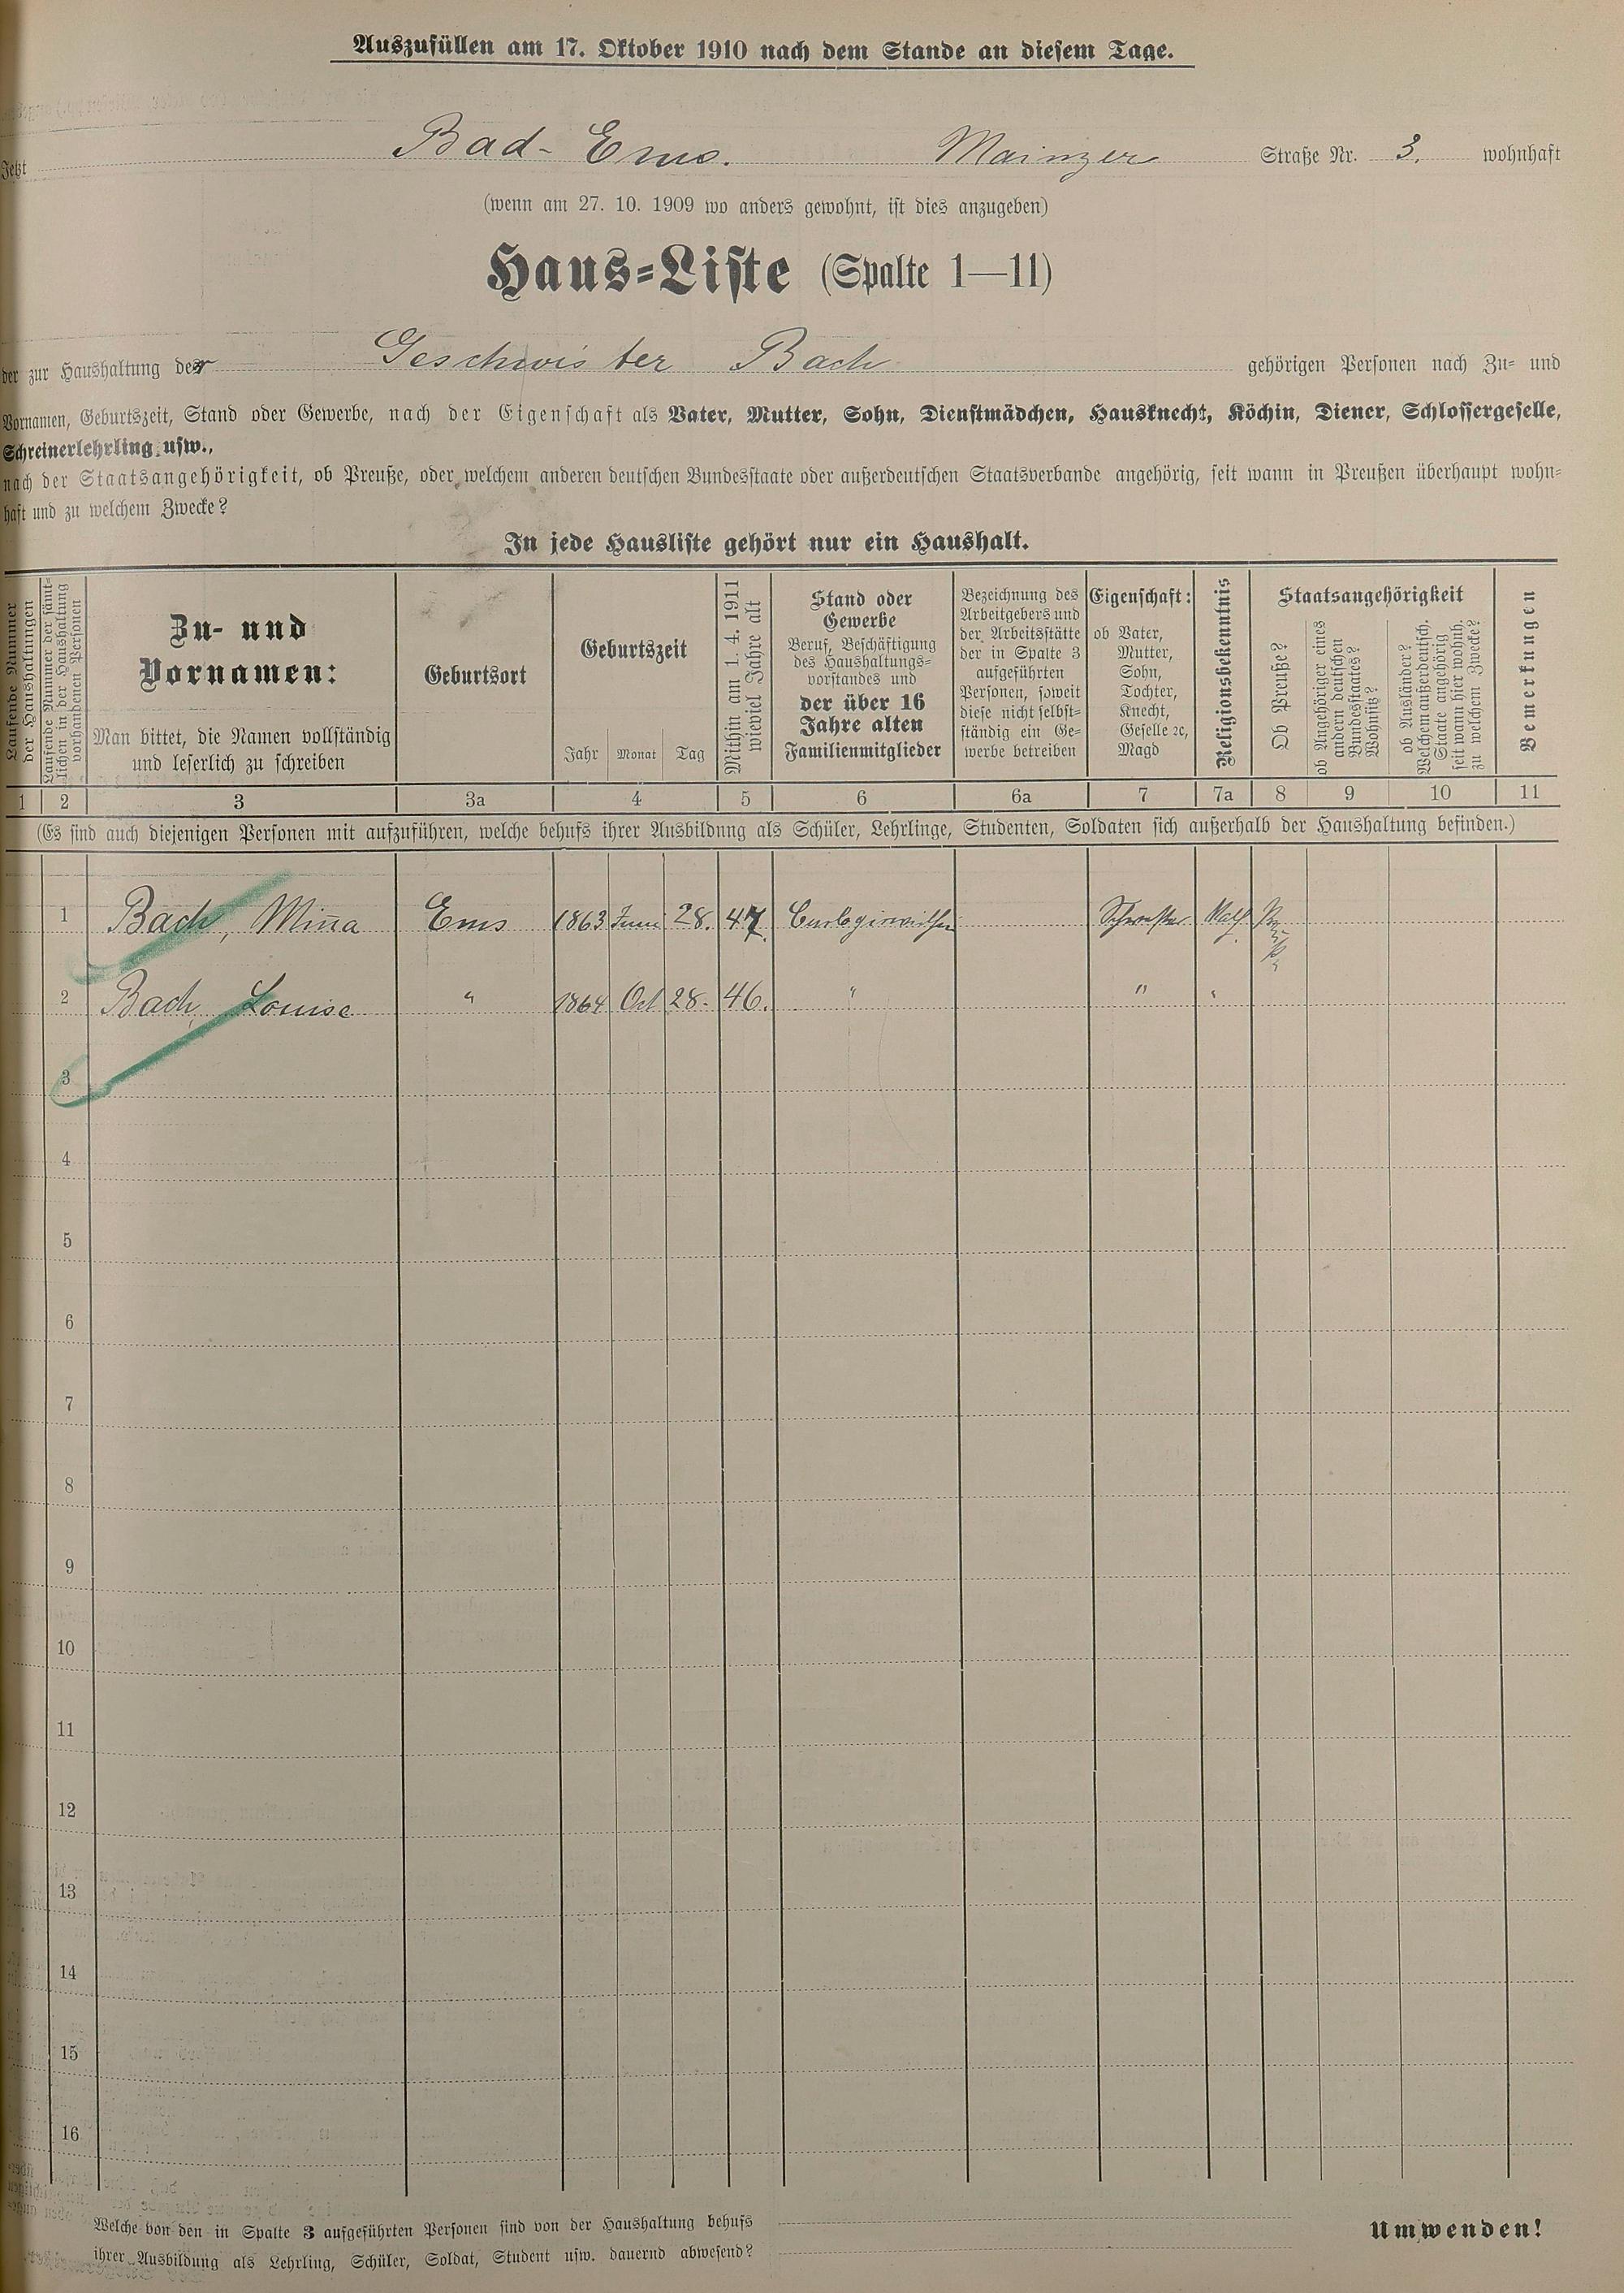 Auszufüllen am 17. Oktober 1910 nach dem Stande an diesem Tage.
Jetzt Bad-Ems. Mainzer Straße Nr. 3. wohnhaft
(wenn am 27. 10. 1909 wo anders gewohnt, ist dies anzugeben)
Haus-Liste (Spalte 1—11)
der zur Haushaltung der Geschwister Bach gehörigen Personen nach Zu- und
Vornamen, Geburtszeit, Stand oder Gewerbe, nach der Eigenschaft als Vater, Mutter, Sohn, Dienstmädchen, Hausknecht, Köchin, Diener, Schlossergeselle,
Schreinerlehrling usw.,
nach der Staatsangehörigkeit, ob Preuße, oder welchem anderen deutschen Bundesstaate oder außerdeutschen Staatsverbande angehörig, seit wann in Preußen überhaupt wohn-
haft und zu welchem Zwecke?
In jede Hausliste gehört nur ein Haushalt.
Laufende Nummer
der Haushaltungen
Laufende Nummer der sämt-
lichen in der Haushaltung
vorhandenen Personen
Zu- und
Vornamen:
Man bittet, die Namen vollständig
und leserlich zu schreiben
Geburtsort
Geburtszeit
Jahr Monat Tag
Mithin am 1. 4. 1911
wieviel Jahre alt
Stand oder
Gewerbe
Beruf, Beschäftigung
des Haushaltungs-
vorstandes und
der über 16
Jahre alten
Familienmitglieder
Bezeichnung des
Arbeitgebers und
der Arbeitsstätte
der in Spalte 3
aufgeführten
Personen, soweit
diese nicht selbst-
ständig ein Ge-
werbe betreiben
Eigenschaft:
ob Vater,
Mutter,
Sohn,
Tochter,
Knecht,
Geselle ꝛc,
Magd
Religionsbekenntnis
Staatsangehörigkeit
Ob Preuße?
ob Angehöriger eines
andern deutschen
Bundesstaates?
Wohnsitz?
ob Ausländer?
Welchem außerdeutsch.
Staate angehörig
seit wann hier wohnh.
zu welchem Zwecke?
Bemerkungen
1 2 3 3a 4 5 6 6a 7 7a 8 9 10 11
(Es sind auch diejenigen Personen mit aufzuführen, welche behufs ihrer Ausbildung als Schüler, Lehrlinge, Studenten, Soldaten sich außerhalb der Haushaltung befinden.)
1 Bach, Mina Ems 1863 Juni 28. 47. Schwester
2 Bach, Louise " 1864 Oct 28. 46. " " "
3
4
5
6
7
8
9
10
11
12
13
14
15
16
Welche von den in Spalte 3 aufgeführten Personen sind von der Haushaltung behufs
ihrer Ausbildung als Lehrling, Schüler, Soldat, Student usw. dauernd abwesend?
Umwenden!